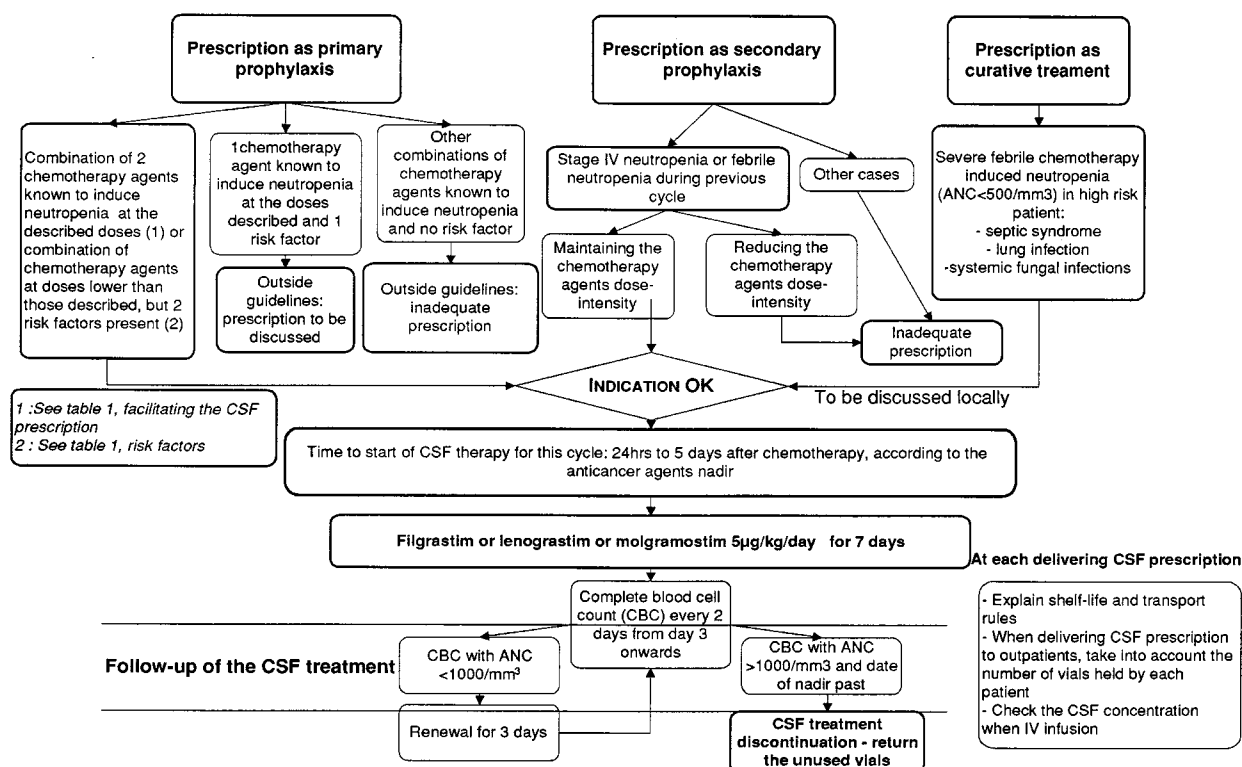 Prescription as primary
prophylaxis
Prescription as secondary
prophylaxis
Prescription as
curative treament
Combination of 2
chemotherapy agents
known to induce
neutropenia at the
described doses (1) or
combination of
chemotherapy agents
at doses lower than
those described, but 2
risk factors present (2)
1chemotherapy
agent known to
induce neutropenia
at the doses
described and 1
risk factor
Other
combinations of
chemotherapy
agents known to
induce neutropenia
and no risk factor
Outside
guidelines:
prescription to be
discussed
Outside guidelines:
inadequate
prescription
Stage IV neutropenia or febrile
neutropenia during previous
cycle
Other cases
Maintaining the
chemotherapy
agents dose-
intensity
Reducing the
chemotherapy
agents dose-
intensity
Inadequate
prescription
Severe febrile chemotherapy
induced neutropenia
(ANC<500/mm3) in high risk
patient:
- septic syndrome
- lung infection
-systemic fungal infections
INDICATION OK
To be discussed locally
1 :See table 1, facilitating the CSF
prescription
2 : See table 1, risk factors
Time to start of CSF therapy for this cycle: 24hrs to 5 days after chemotherapy, according to the
anticancer agents nadir
Filgrastim or lenograstim or molgramostim 5µg/kg/day for 7 days
Complete blood cell
count (CBC) every 2
days from day 3
onwards
Follow-up of the CSF treatment
CBC with ANC
<1000/mm³
Renewal for 3 days
CBC with ANC
>1000/mm3 and date
of nadir past
CSF treatment
discontinuation - return
the unused vials
At each delivering CSF prescription
- Explain shelf-life and transport
rules
- When delivering CSF prescription
to outpatients, take into account the
number of vials held by each
patient
- Check the CSF concentration
when IV infusion